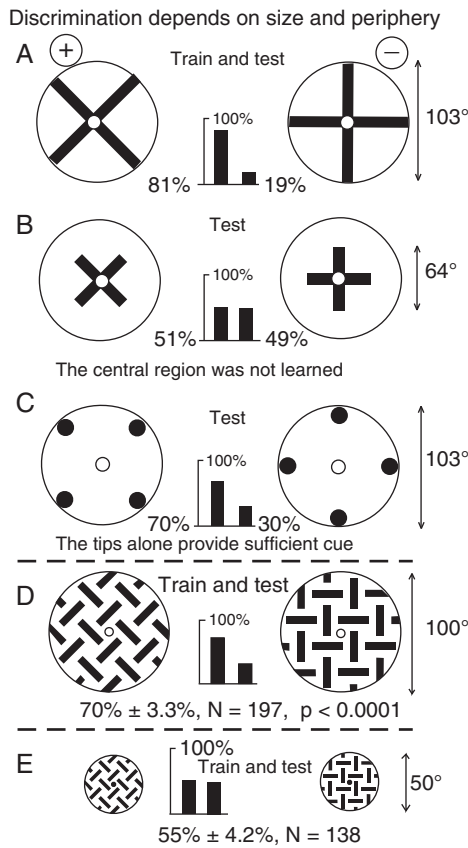 Discrimination depends on size and periphery
+
−
A
Train and test
100%
103°
81%
19%
B
Test
100%
64°
51%
49%
The central region was not learned
C
Test
100%
103°
70%
30%
The tips alone provide sufficient cue
D
Train and test
100%
100°
70% ± 3.3%, N = 197, p < 0.0001
E
100%
Train and test
50°
55% ± 4.2%, N = 138